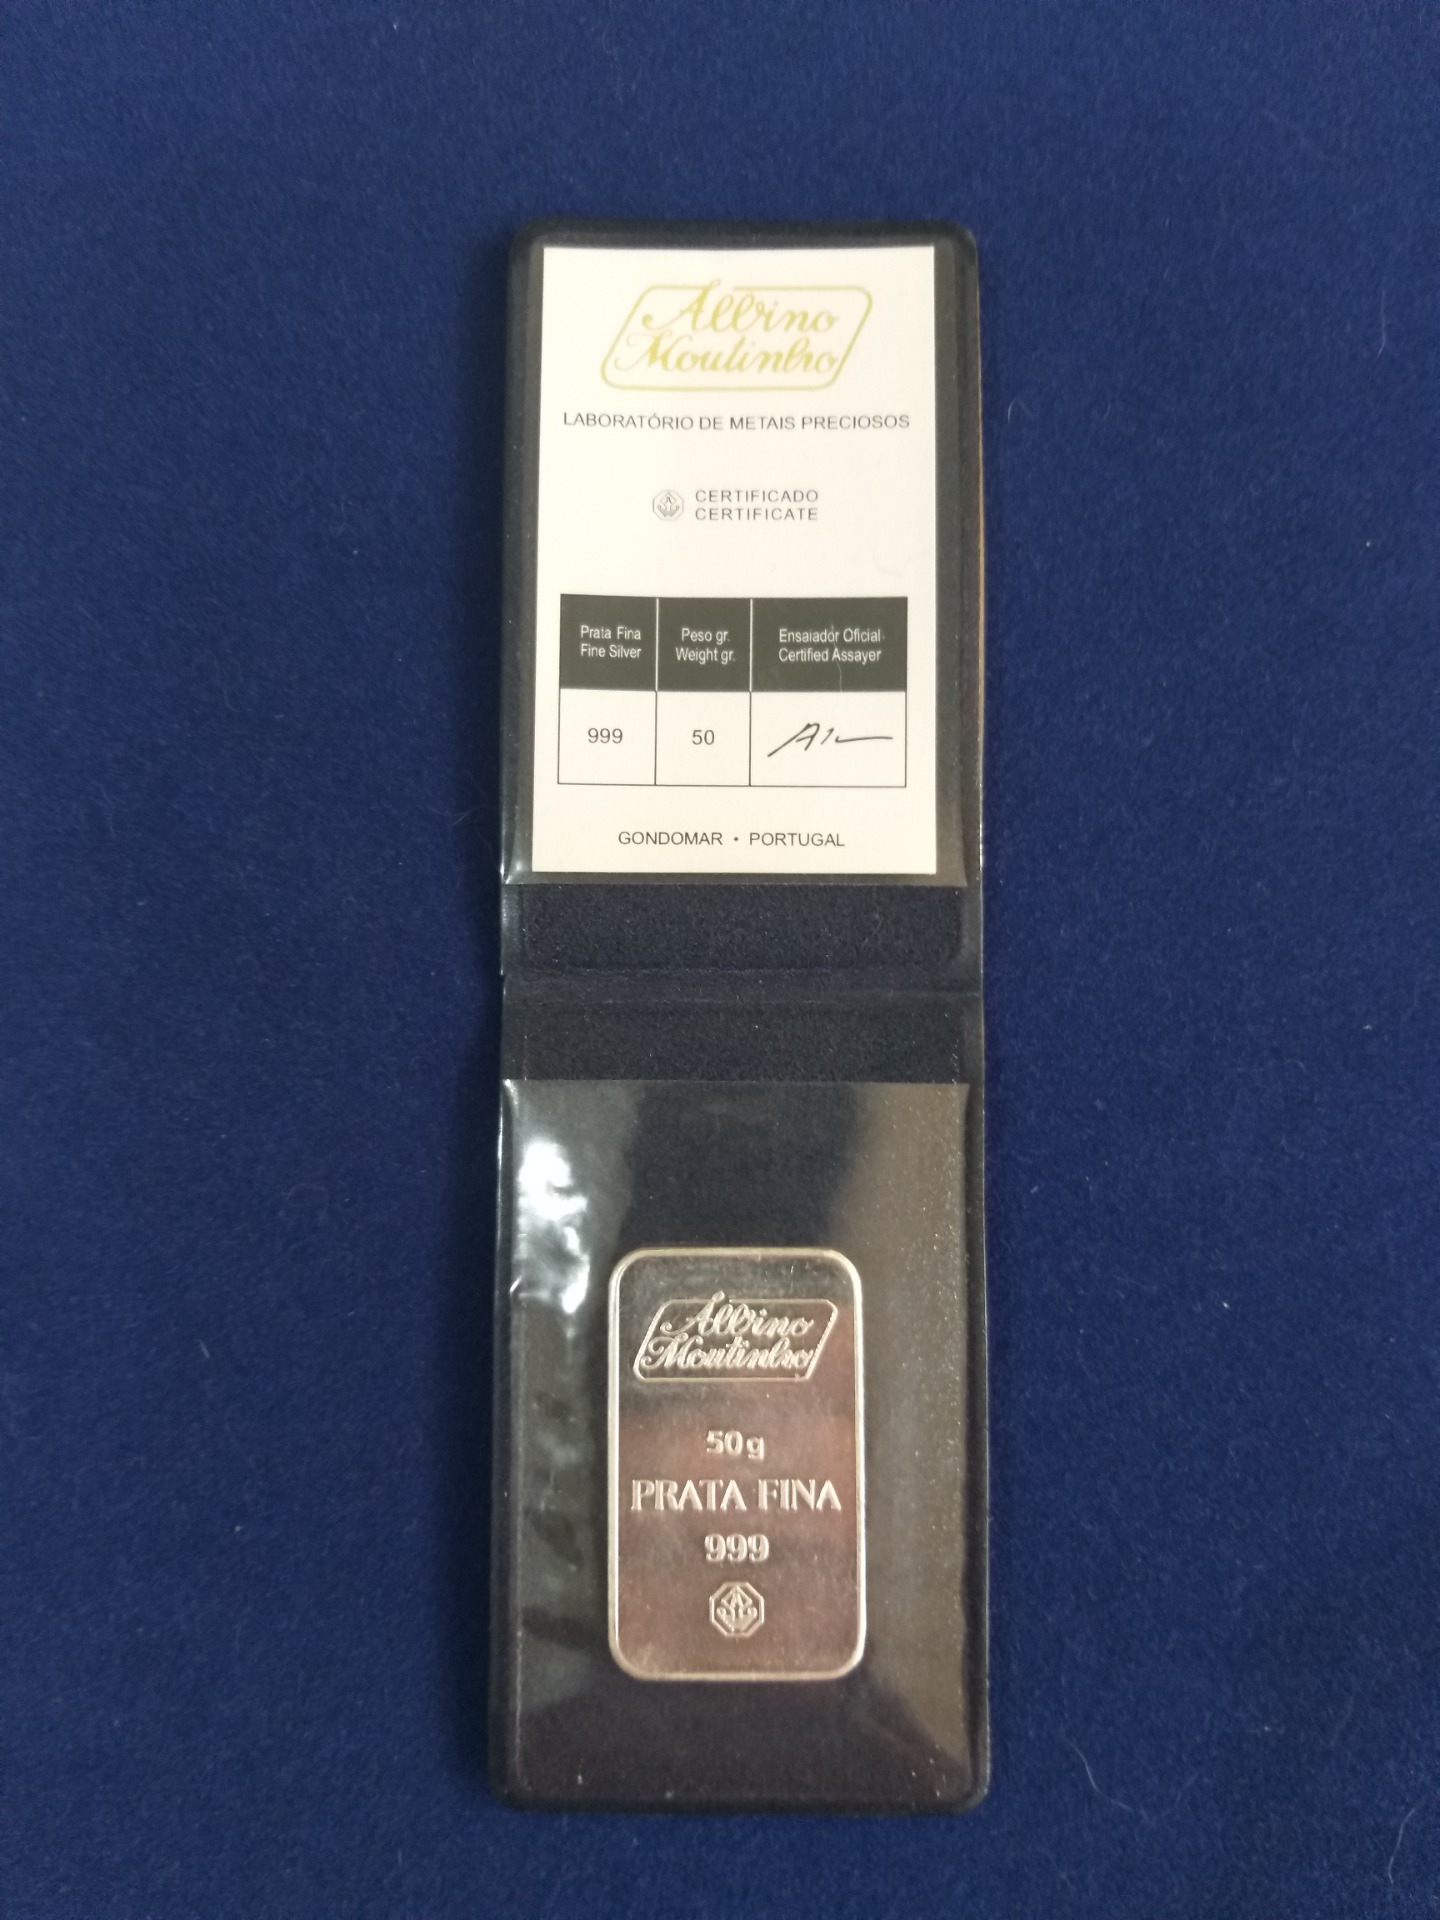 Albino
Moutinho
LABORATÓRIO DE METAIS PRECIOSOS
CERTIFICADO
CERTIFICATE
Prata Fina
Fine Silver
Peso gr.
Weight gr.
Ensaiador Oficial
Certified Assayer
999
50
GONDOMAR • PORTUGAL
Albino
Moutinho
50g
PRATA FINA
999